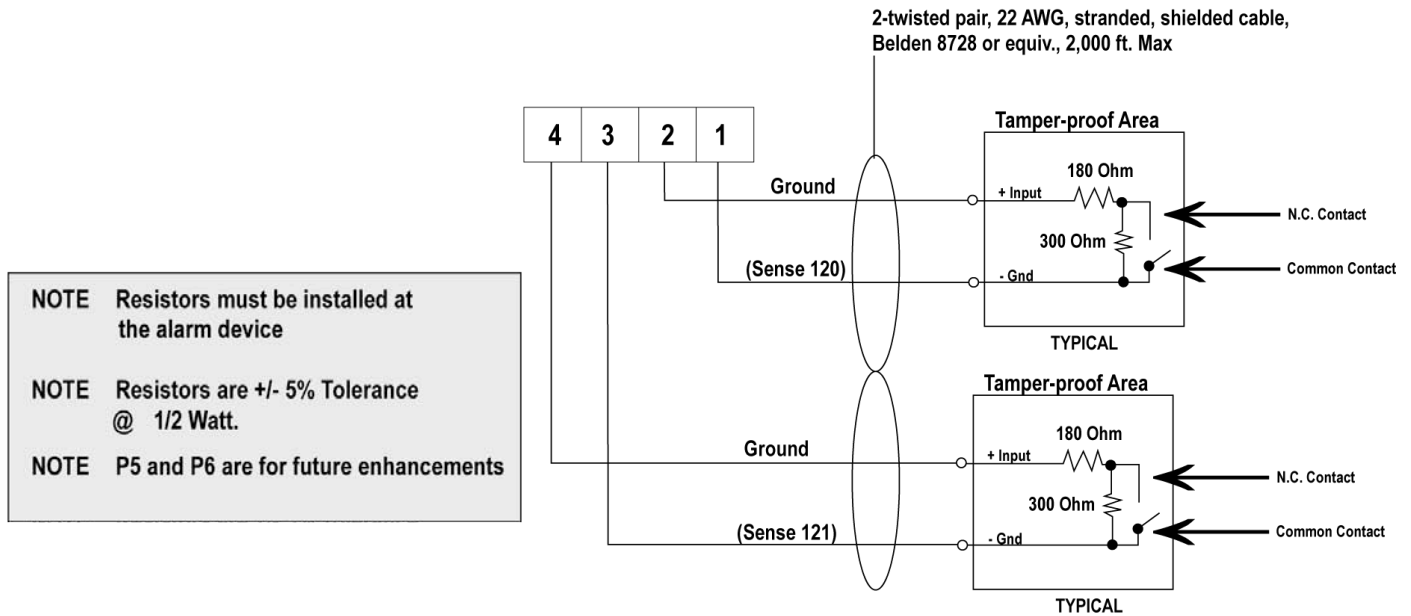 2-twisted pair, 22 AWG, stranded, shielded cable,
Belden 8728 or equiv., 2,000 ft. Max
4 3 2 1
Tamper-proof Area
180 Ohm
Ground
+ Input
N.C. Contact
300 Ohm
(Sense 120)
- Gnd
Common Contact
TYPICAL
NOTE Resistors must be installed at
the alarm device
NOTE Resistors are +/- 5% Tolerance
@ 1/2 Watt.
NOTE P5 and P6 are for future enhancements
Tamper-proof Area
180 Ohm
Ground
+ Input
N.C. Contact
300 Ohm
(Sense 121)
- Gnd
Common Contact
TYPICAL